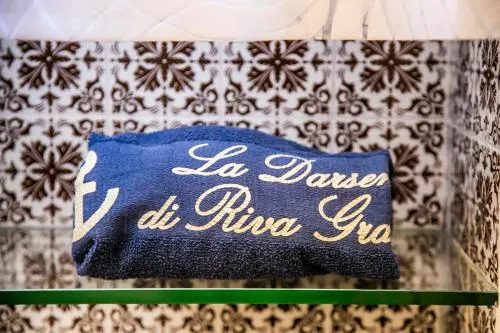 La Darsen
di Riva Gra